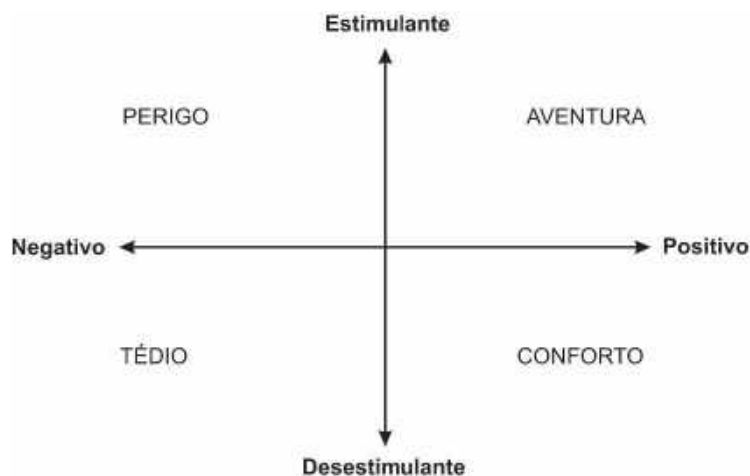 Estimulante
PERIGO AVENTURA
Negativo Positivo
TÉDIO CONFORTO
Desestimulante